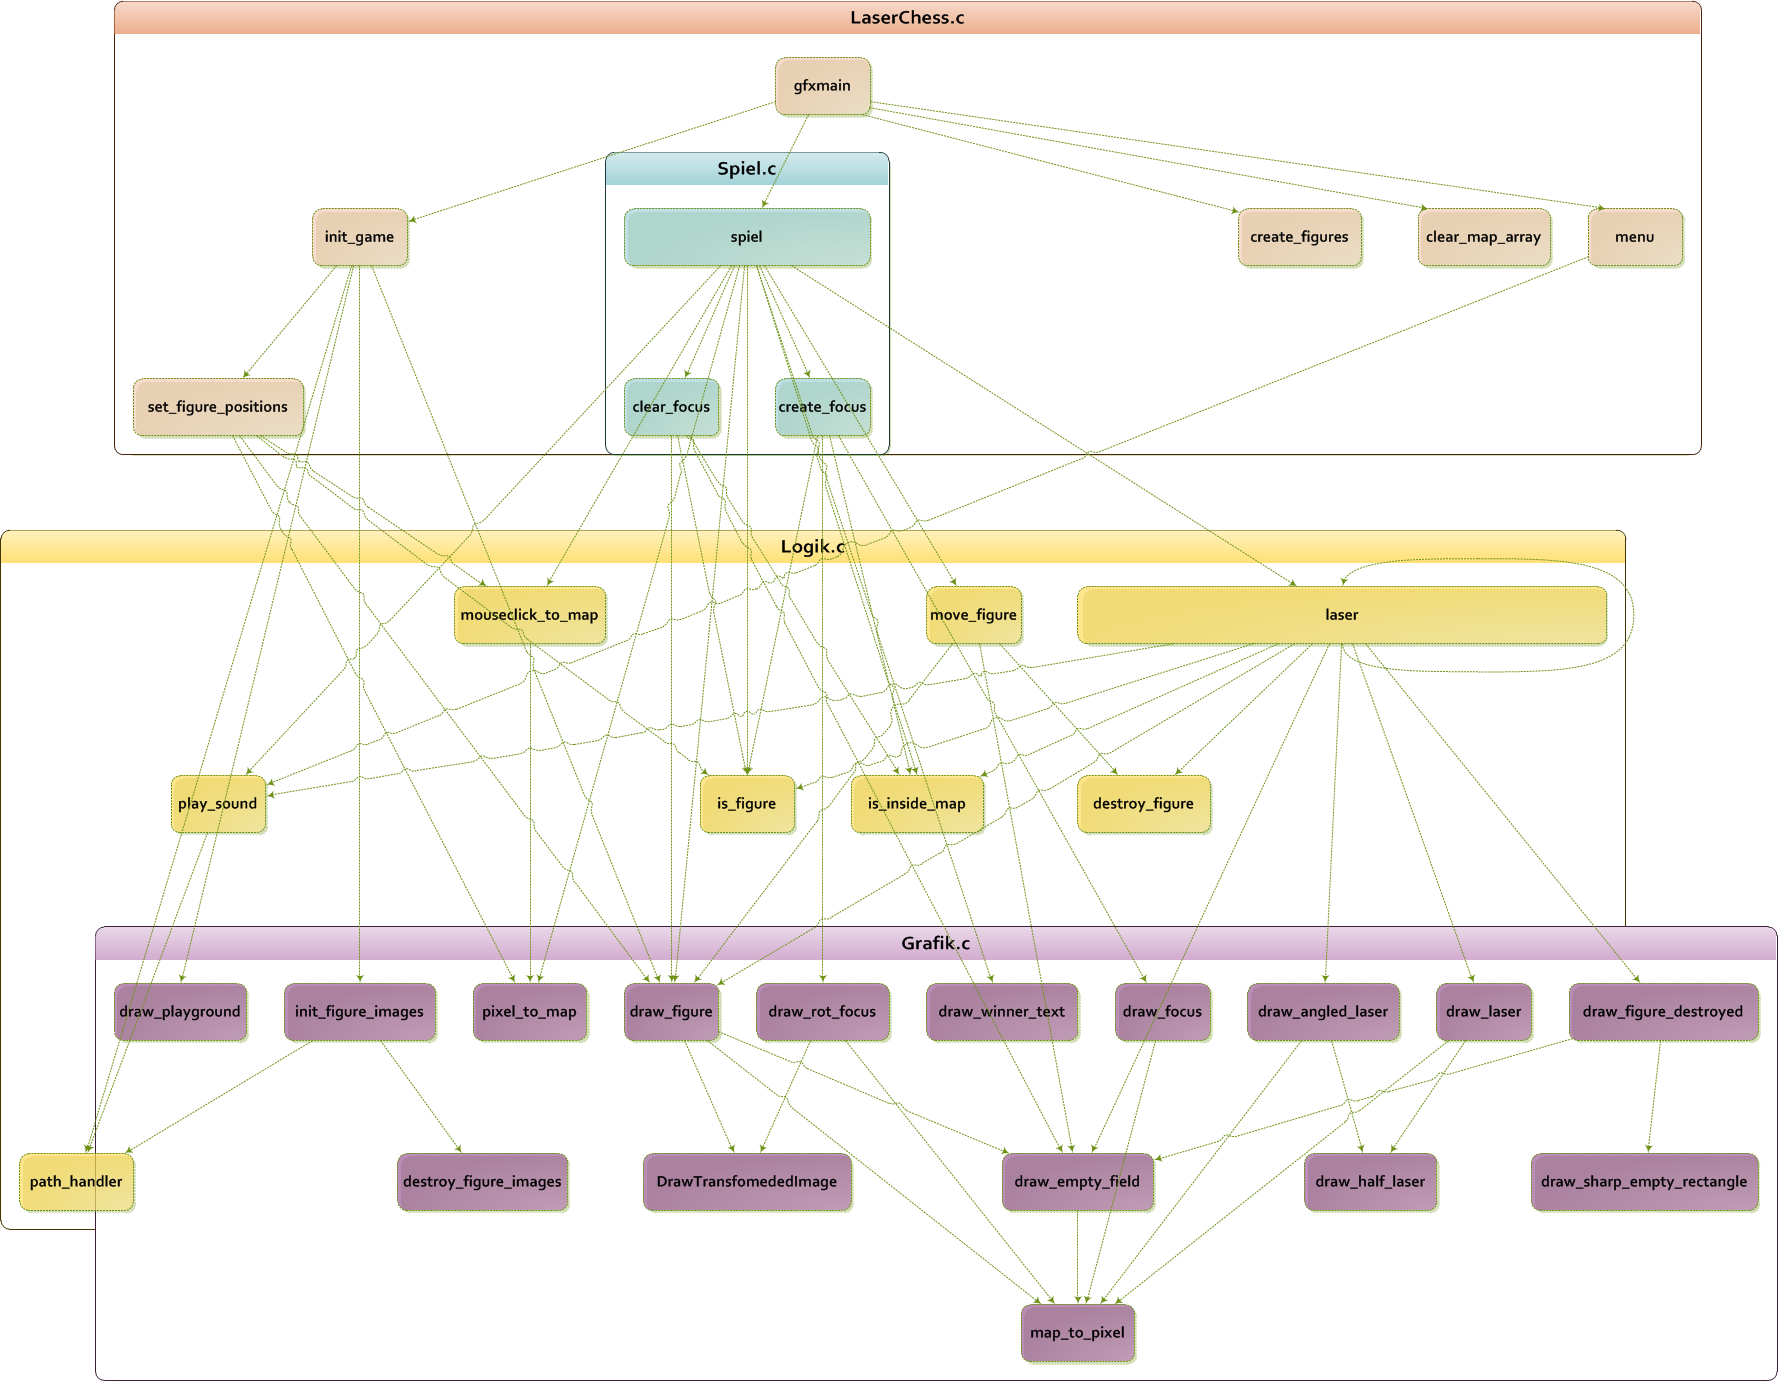 LaserChess.c
gfxmain
Spiel.c
init_game
spiel
create_figures
clear_map_array
menu
set_figure_positions
clear_focus
create_focus
Logik.c
mouseclick_to_map
move_figure
laser
play_sound
is_figure
is_inside_map
destroy_figure
Grafik.c
draw_playground
init_figure_images
pixel_to_map
draw_figure
draw_rot_focus
draw_winner_text
draw_focus
draw_angled_laser
draw_laser
draw_figure_destroyed
path_handler
destroy_figure_images
DrawTransfomededImage
draw_empty_field
draw_half_laser
draw_sharp_empty_rectangle
map_to_pixel